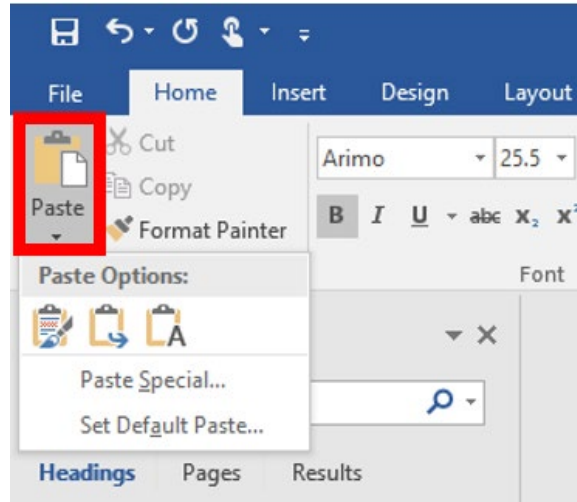 File Home Insert Design Layout
Cut
Arimo 25.5
Copy
Paste
B I U abc X₂ X²
Format Painter
Paste Options:
Font
A
Paste Special...
Set Default Paste...
Headings Pages Results